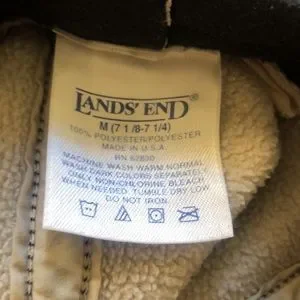 LANDS' END®
M (7 1/8-7 1/4)
100% POLYESTER/POLYESTER
MADE IN U.S.A.
RN 62830
MACHINE WASH WARM NORMAL
WASH DARK COLORS SEPARATELY
ONLY NON-CHLORINE BLEACH
WHEN NEEDED. TUMBLE DRY LOW
DO NOT IRON.